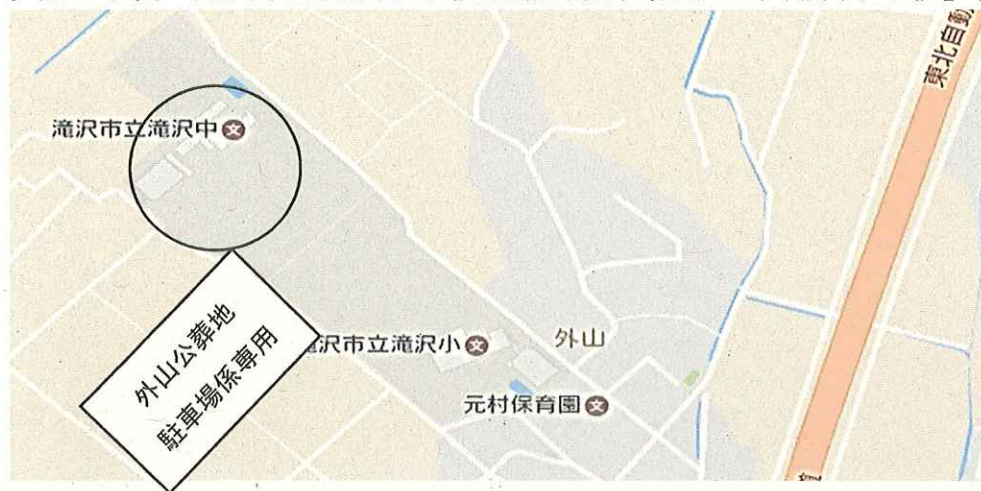 東北自動
滝沢市立滝沢中
外山公葬地
駐車場係専用
滝沢市立滝沢小
外山
元村保育園